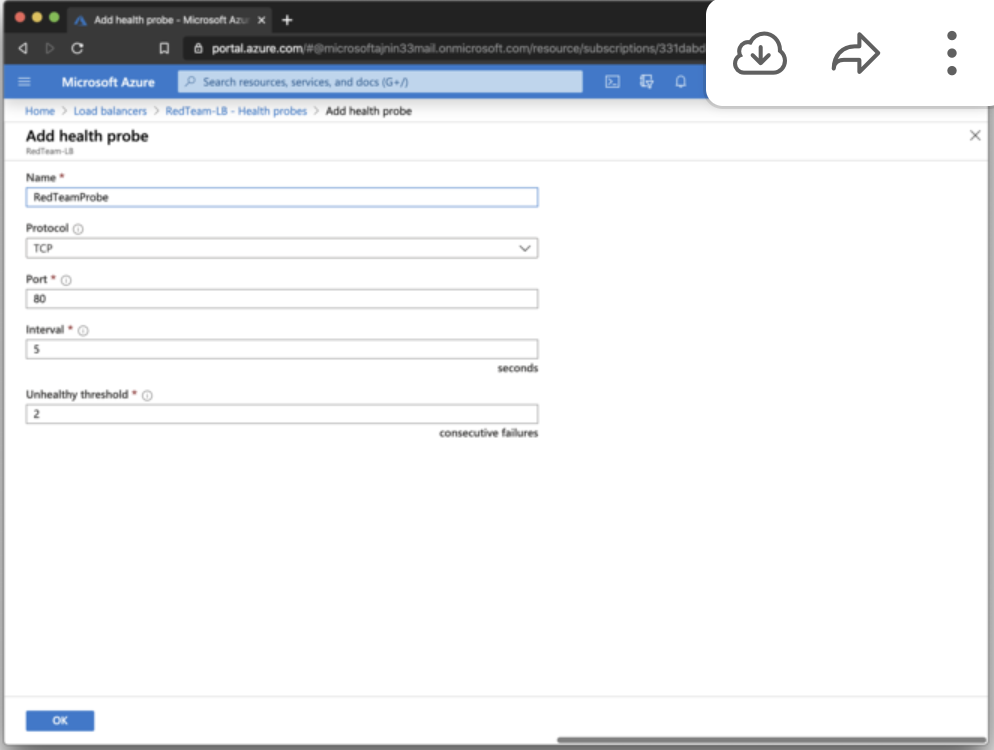 Add health probe - Microsoft Azu
portal.azure.com/#@microsoftajnin33mail.onmicrosoft.com/resource/subscriptions/331dabd
Microsoft Azure
Search resources, services, and docs (G+/)
Home > Load balancers > RedTeam-LB - Health probes > Add health probe
Add health probe
RedTeam-LB
Name *
RedTeamProbe
Protocol
TCP
Port *
80
Interval *
5
seconds
Unhealthy threshold *
2
consecutive failures
OK